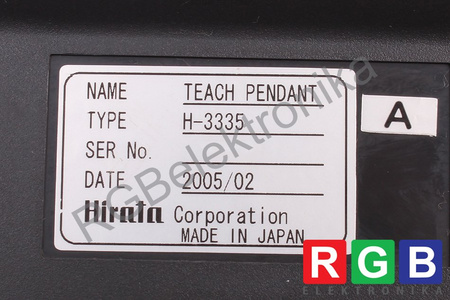 NAME TEACH PENDANT
TYPE H-3335
SER No.
DATE 2005/02
Hirata Corporation
MADE IN JAPAN
A
RGBelektronika
RGB
ELEKTRONIKA